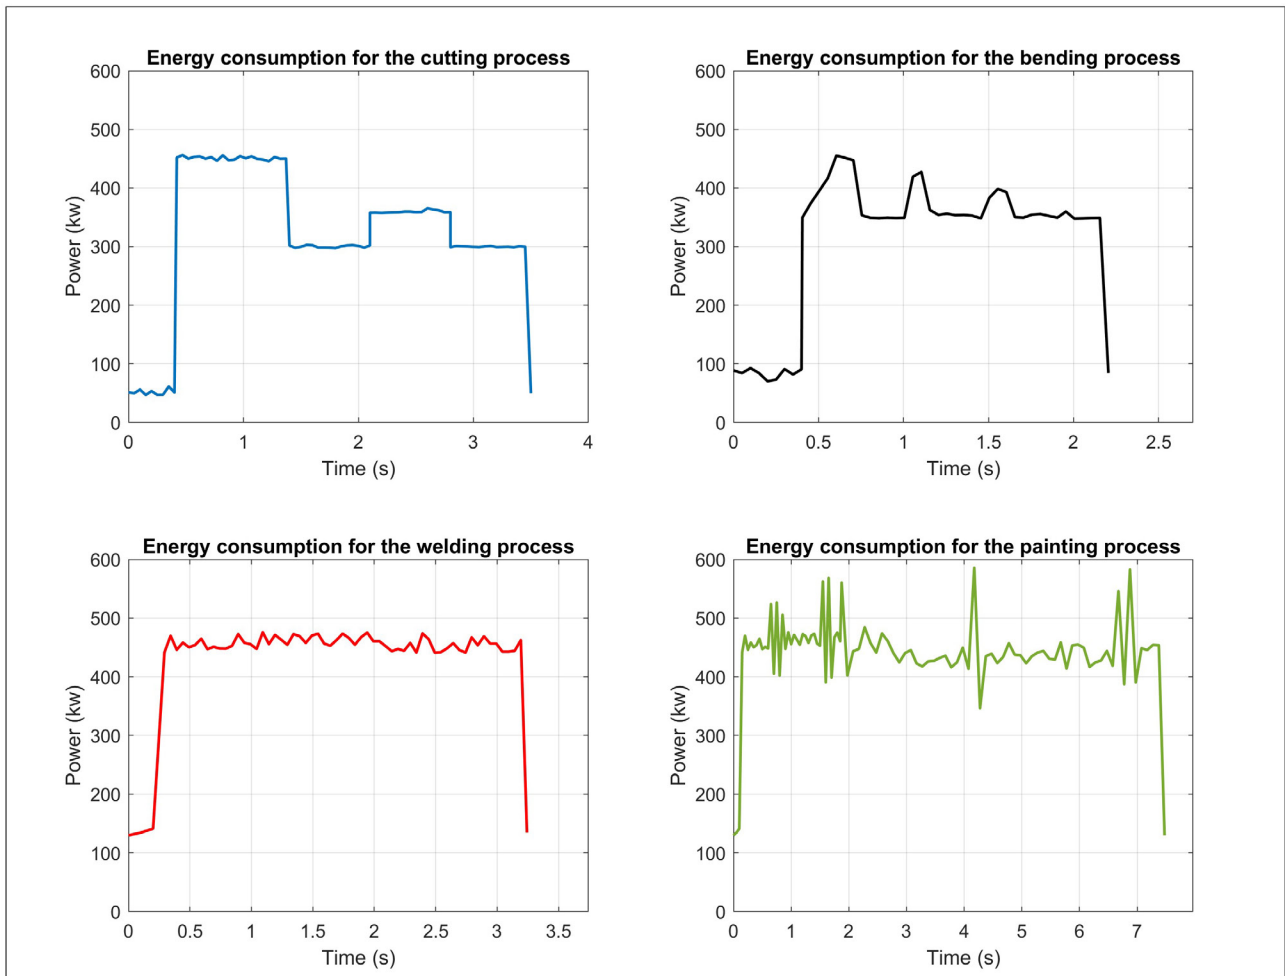 Energy consumption for the cutting process
600
500
400
300
200
100
0
Power (kw)
0 1 2 3 4
Time (s)
Energy consumption for the bending process
600
500
400
300
200
100
0
Power (kw)
0 0.5 1 1.5 2 2.5
Time (s)
Energy consumption for the welding process
600
500
400
300
200
100
0
Power (kw)
0 0.5 1 1.5 2 2.5 3 3.5
Time (s)
Energy consumption for the painting process
600
500
400
300
200
100
0
Power (kw)
0 1 2 3 4 5 6 7
Time (s)